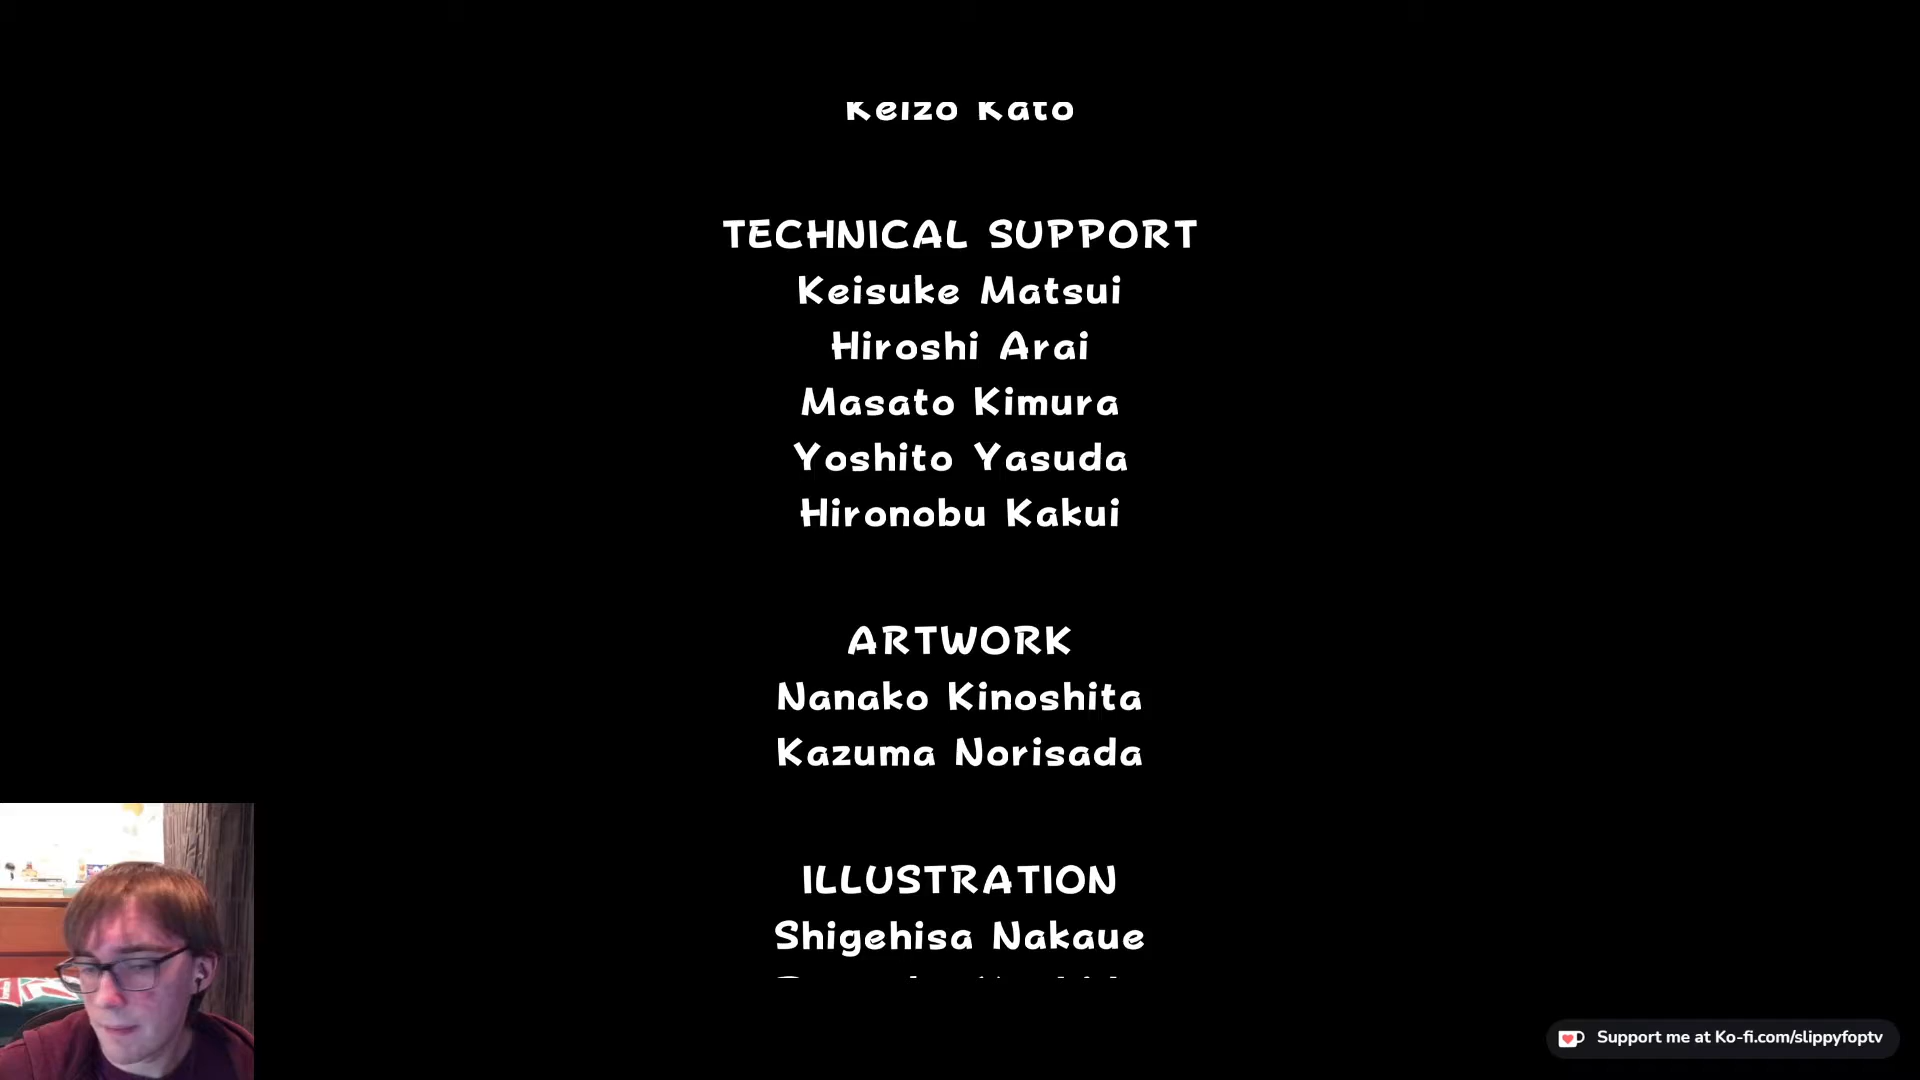 Keizo Kato
TECHNICAL SUPPORT
Keisuke Matsui
Hiroshi Arai
Masato Kimura
Yoshito Yasuda
Hironobu Kakui
ARTWORK
Nanako Kinoshita
Kazuma Norisada
ILLUSTRATION
Shigehisa Nakaue
Support me at Ko-fi.com/slippyfoptv